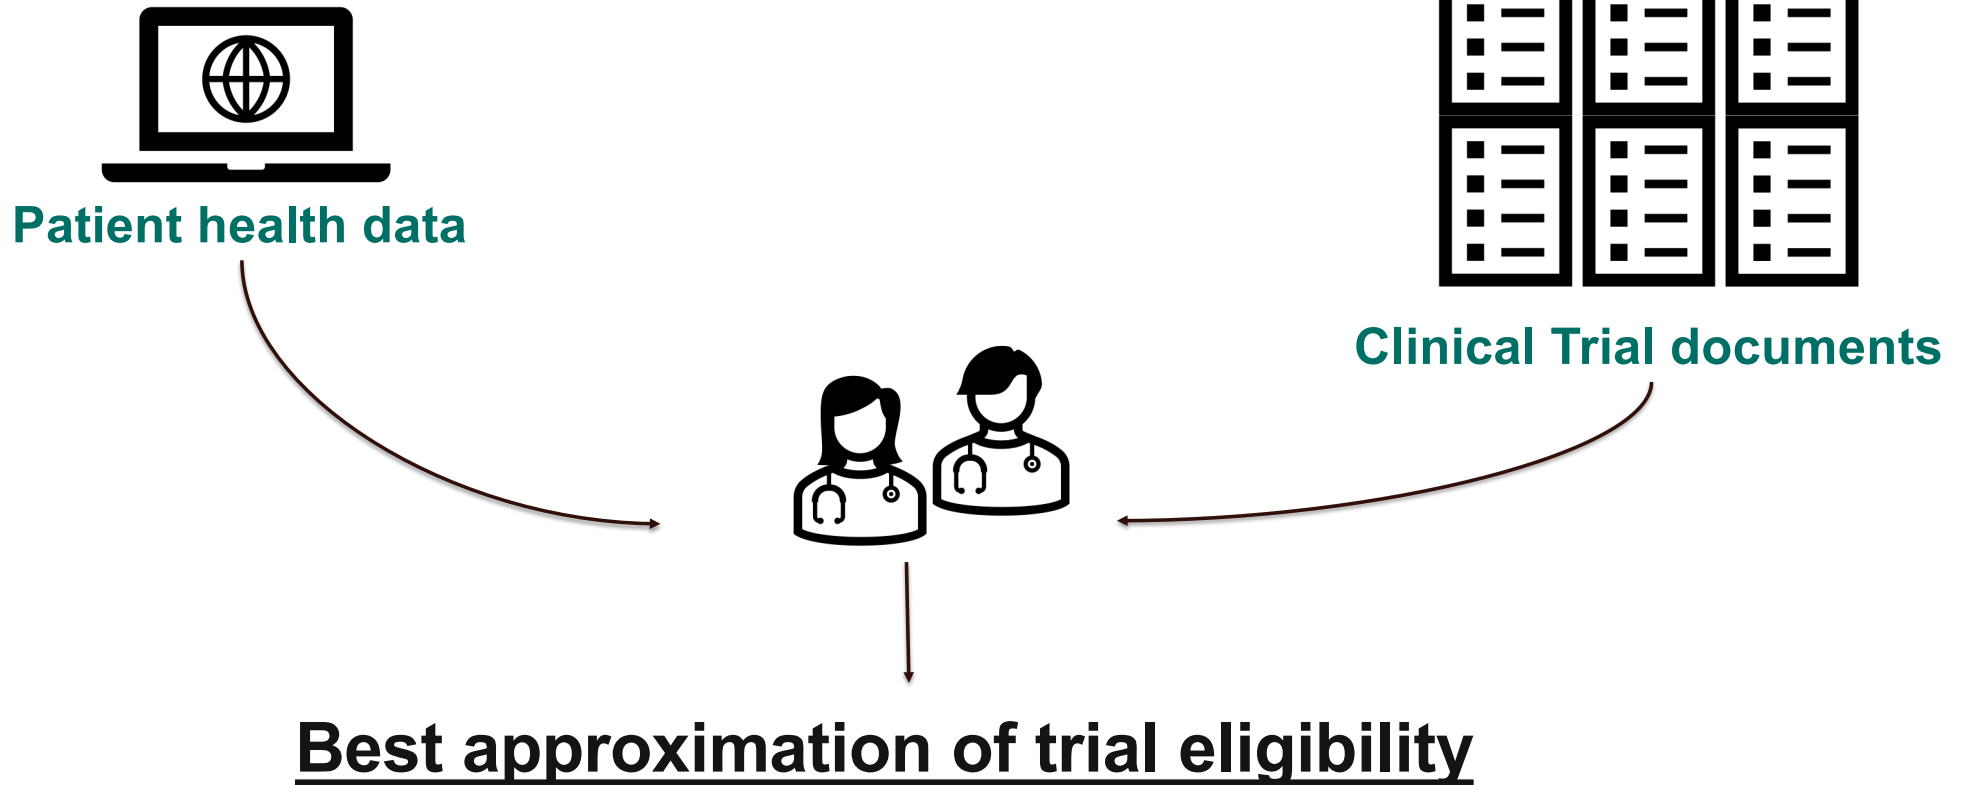 Patient health data
Clinical Trial documents
Best approximation of trial eligibility